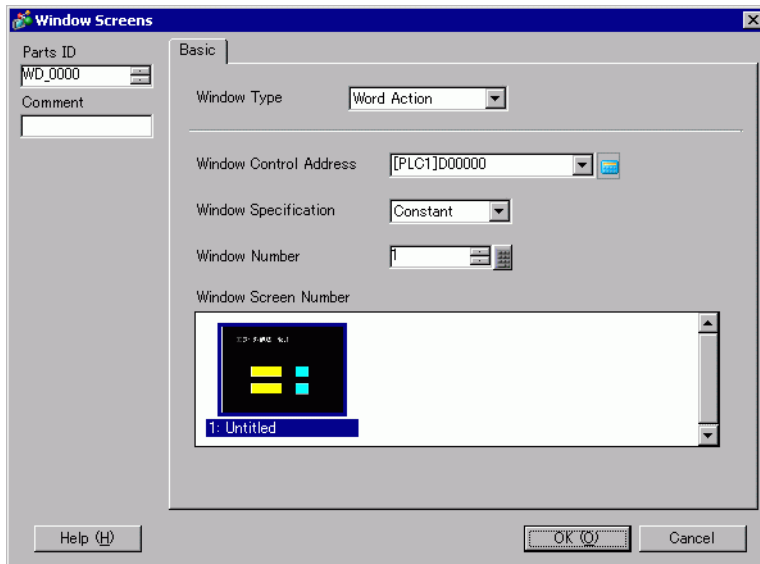 Window Screens
Parts ID
WD_0000
Comment
Basic
Window Type
Word Action
Window Control Address
[PLC1]D00000
Window Specification
Constant
Window Number
1
Window Screen Number
1: Untitled
Help (H)
OK (O)
Cancel